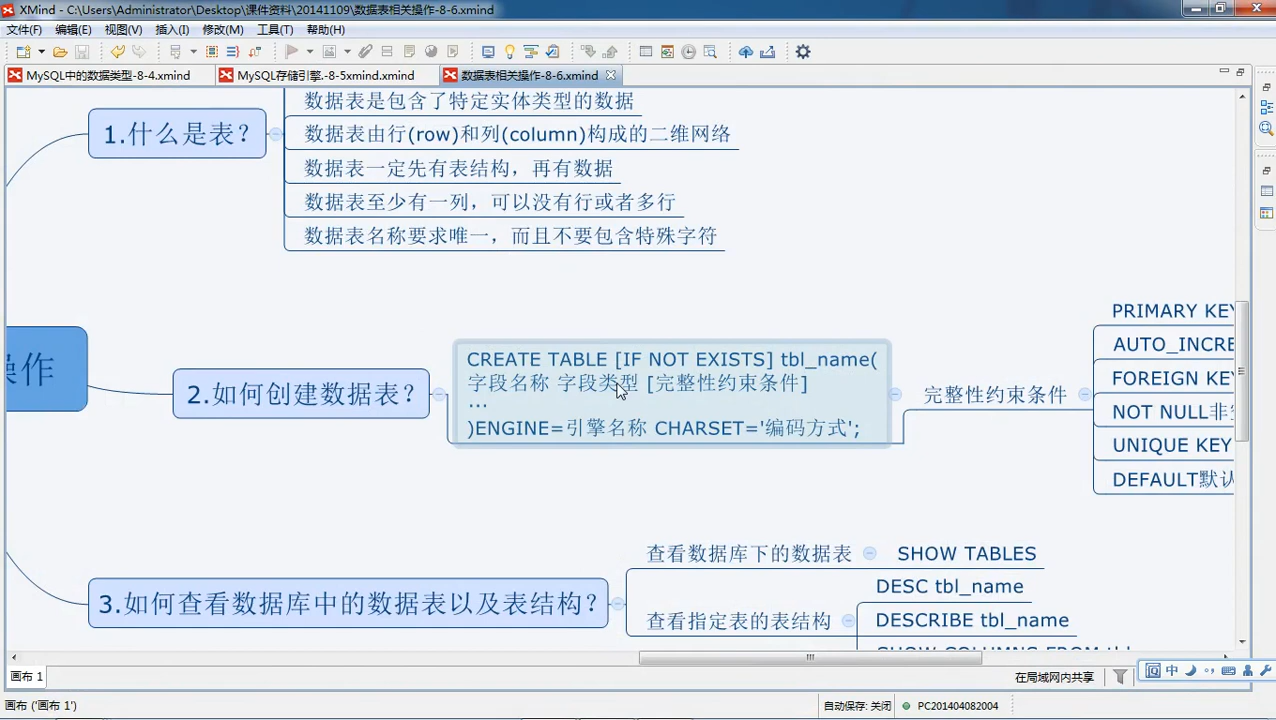 XMind - C:\Users\Administrator\Desktop\课件资料\20141109\数据表相关操作-8-6.xmind
文件(F) 编辑(E) 视图(V) 插入(I) 修改(M) 工具(T) 帮助(H)
MySQL中的数据类型-8-4.xmind
MySQL存储引擎.-8-5xmind.xmind
数据表相关操作-8-6.xmind
1.什么是表?
数据表是包含了特定实体类型的数据
数据表由行(row)和列(column)构成的二维网络
数据表一定先有表结构，再有数据
数据表至少有一列，可以没有行或者多行
数据表名称要求唯一，而且不要包含特殊字符
操作
2.如何创建数据表?
CREATE TABLE [IF NOT EXISTS] tbl_name(
字段名称 字段类型 [完整性约束条件]
...
)ENGINE=引擎名称 CHARSET='编码方式';
完整性约束条件
PRIMARY KEY
AUTO_INCRE
FOREIGN KEY
NOT NULL非
UNIQUE KEY
DEFAULT默认
3.如何查看数据库中的数据表以及表结构?
查看数据库下的数据表
SHOW TABLES
查看指定表的表结构
DESC tbl_name
DESCRIBE tbl_name
SHOW COLUMNS FROM tbl
画布 1
在局域网内共享
中
画布 ('画布 1')
自动保存: 关闭
PC201404082004